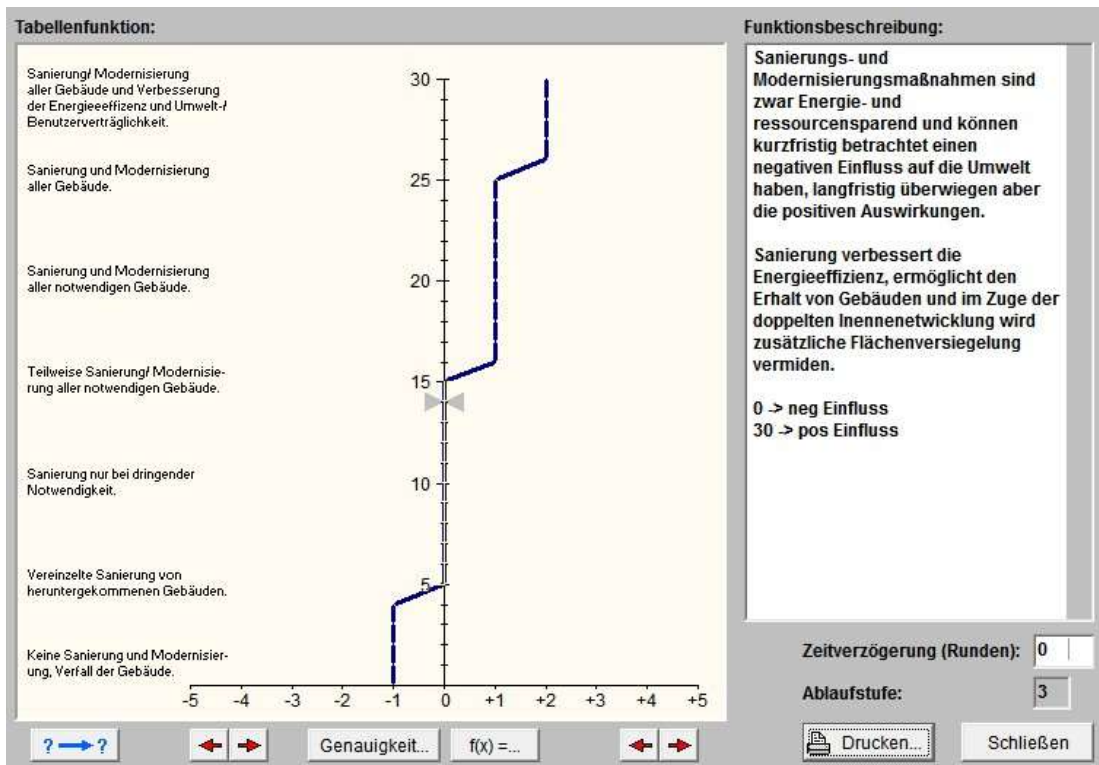 Tabellenfunktion:
Sanierung/ Modernisierung
aller Gebäude und Verbesserung
der Energieeeffizenz und Umwelt-/
Benutzerverträglichkeit.
Sanierung und Modernisierung
aller Gebäude.
Sanierung und Modernisierung
aller notwendigen Gebäude.
Teilweise Sanierung/ Modernisie-
rung aller notwendigen Gebäude.
Sanierung nur bei dringender
Notwendigkeit.
Vereinzelte Sanierung von
heruntergekommenen Gebäuden.
Keine Sanierung und Modernisier-
ung, Verfall der Gebäude.
30
25
20
15
10
5
-5 -4 -3 -2 -1 0 +1 +2 +3 +4 +5
Funktionsbeschreibung:
Sanierungs- und
Modernisierungsmaßnahmen sind
zwar Energie- und
ressourcensparend und können
kurzfristig betrachtet einen
negativen Einfluss auf die Umwelt
haben, langfristig überwiegen aber
die positiven Auswirkungen.
Sanierung verbessert die
Energieeffizienz, ermöglicht den
Erhalt von Gebäuden und im Zuge der
doppelten Inennenetwicklung wird
zusätzliche Flächenversiegelung
vermiden.
0 -> neg Einfluss
30 -> pos Einfluss
Zeitverzögerung (Runden): 0
Ablaufstufe: 3
? ?
Genauigkeit...
f(x) =...
Drucken...
Schließen